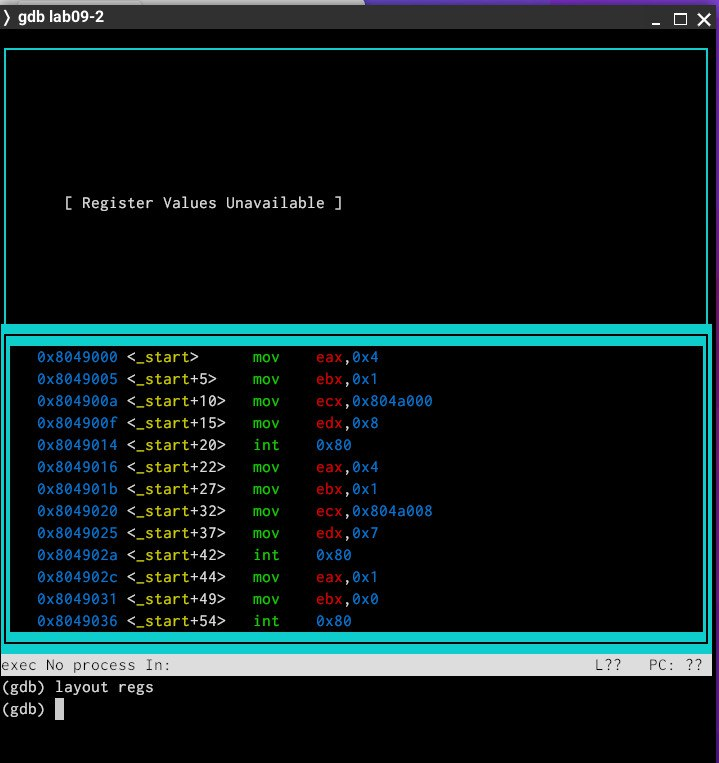 ❭ gdb lab09-2
[ Register Values Unavailable ]
0x8049000 <_start> mov eax,0x4
0x8049005 <_start+5> mov ebx,0x1
0x804900a <_start+10> mov ecx,0x804a000
0x804900f <_start+15> mov edx,0x8
0x8049014 <_start+20> int 0x80
0x8049016 <_start+22> mov eax,0x4
0x804901b <_start+27> mov ebx,0x1
0x8049020 <_start+32> mov ecx,0x804a008
0x8049025 <_start+37> mov edx,0x7
0x804902a <_start+42> int 0x80
0x804902c <_start+44> mov eax,0x1
0x8049031 <_start+49> mov ebx,0x0
0x8049036 <_start+54> int 0x80
exec No process In: L?? PC: ??
(gdb) layout regs
(gdb)